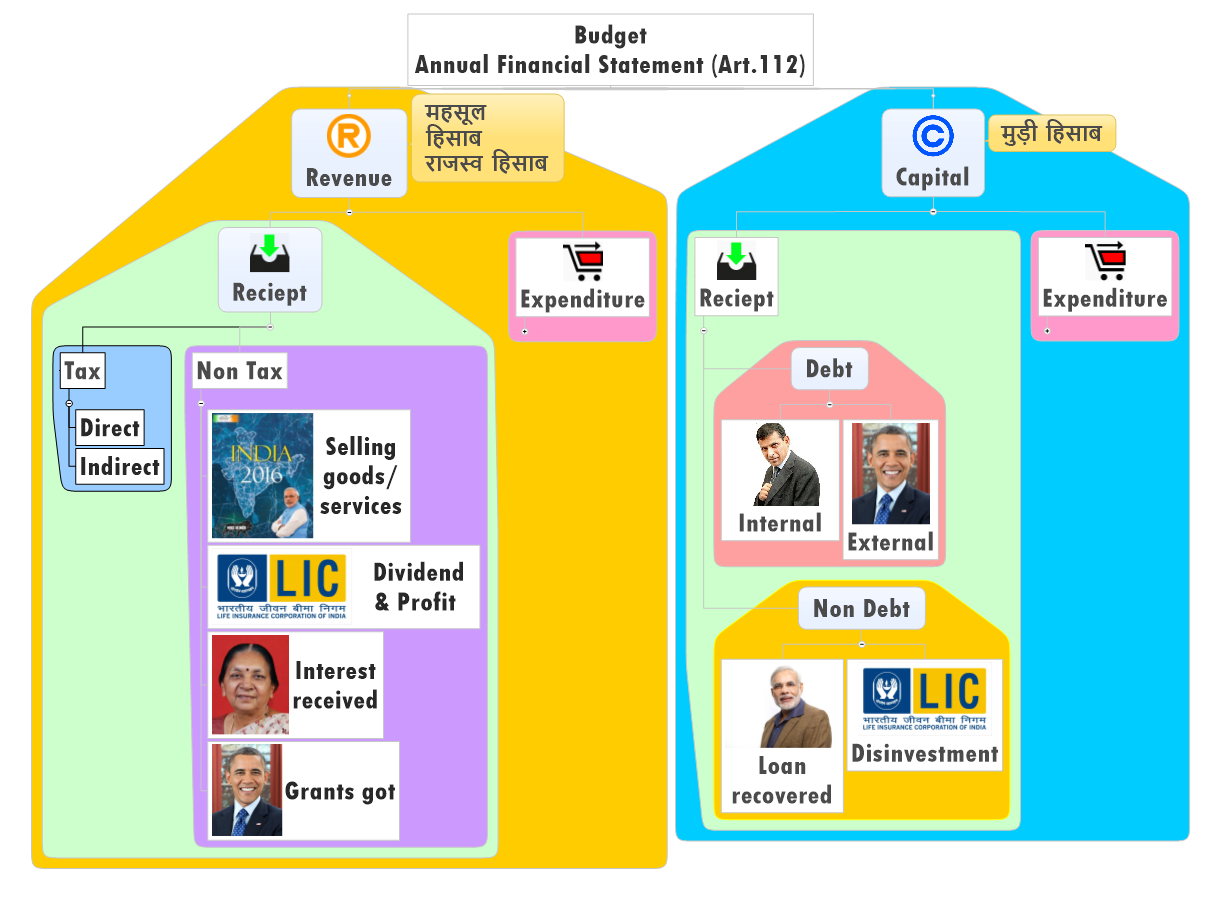 Budget
Annual Financial Statement (Art.112)
R
Revenue
महसूल
हिसाब
राजस्व हिसाब
C
Capital
मुड़ी हिसाब
Reciept
Expenditure
Reciept
Expenditure
Tax
Direct
Indirect
Non Tax
INDIA
2016
Selling
goods/
services
LIC
भारतीय जीवन बीमा निगम
LIFE INSURANCE CORPORATION OF INDIA
Dividend
& Profit
Interest
received
Grants got
Debt
Internal
External
Non Debt
Loan
recovered
LIC
भारतीय जीवन बीमा निगम
LIFE INSURANCE CORPORATION OF INDIA
Disinvestment